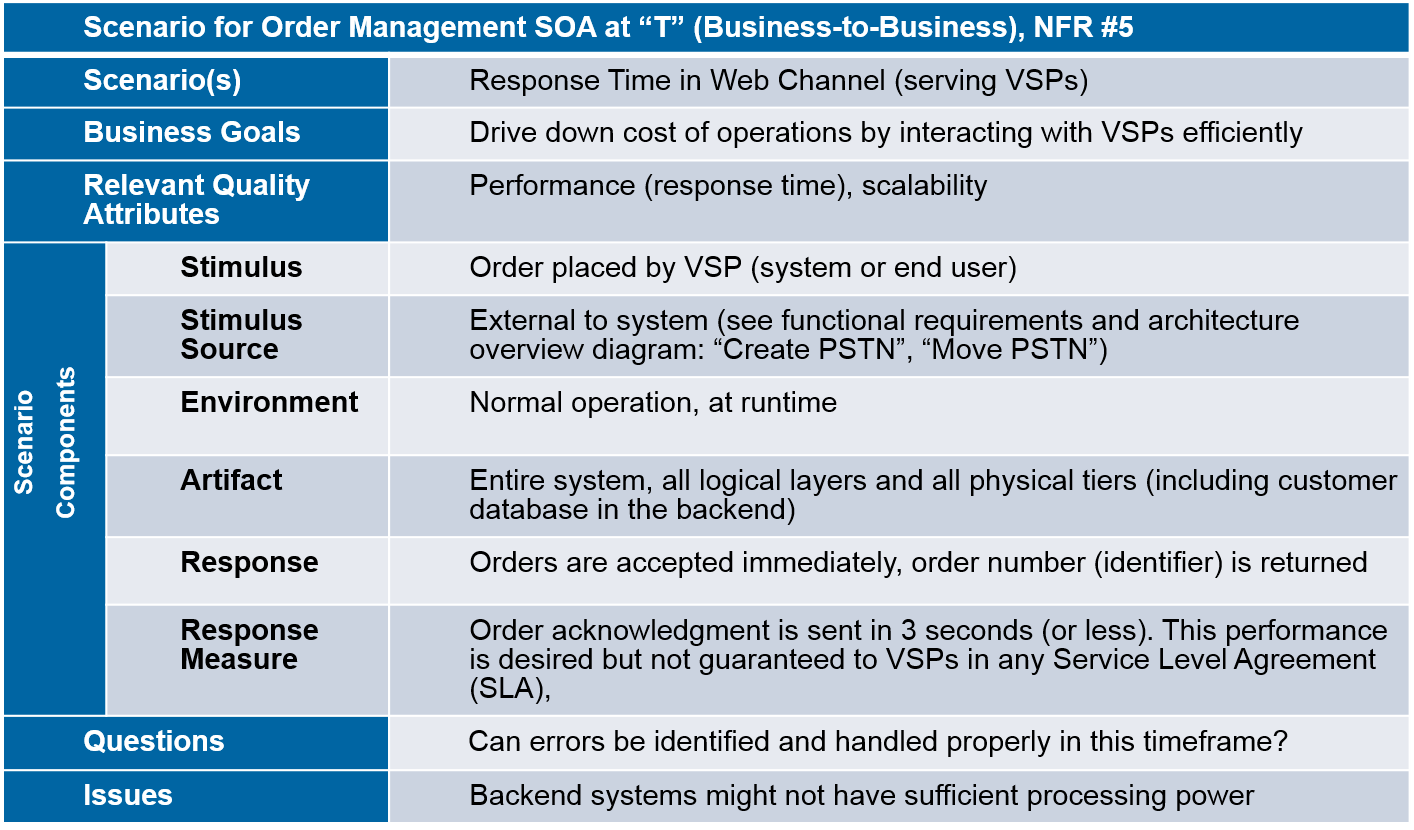 Scenario for Order Management SOA at “T” (Business-to-Business), NFR #5
Scenario(s)
Response Time in Web Channel (serving VSPs)
Business Goals
Drive down cost of operations by interacting with VSPs efficiently
Relevant Quality
Attributes
Performance (response time), scalability
Scenario
Components
Stimulus
Order placed by VSP (system or end user)
Stimulus
Source
External to system (see functional requirements and architecture
overview diagram: “Create PSTN”, “Move PSTN”)
Environment
Normal operation, at runtime
Artifact
Entire system, all logical layers and all physical tiers (including customer
database in the backend)
Response
Orders are accepted immediately, order number (identifier) is returned
Response
Measure
Order acknowledgment is sent in 3 seconds (or less). This performance
is desired but not guaranteed to VSPs in any Service Level Agreement
(SLA),
Questions
Can errors be identified and handled properly in this timeframe?
Issues
Backend systems might not have sufficient processing power